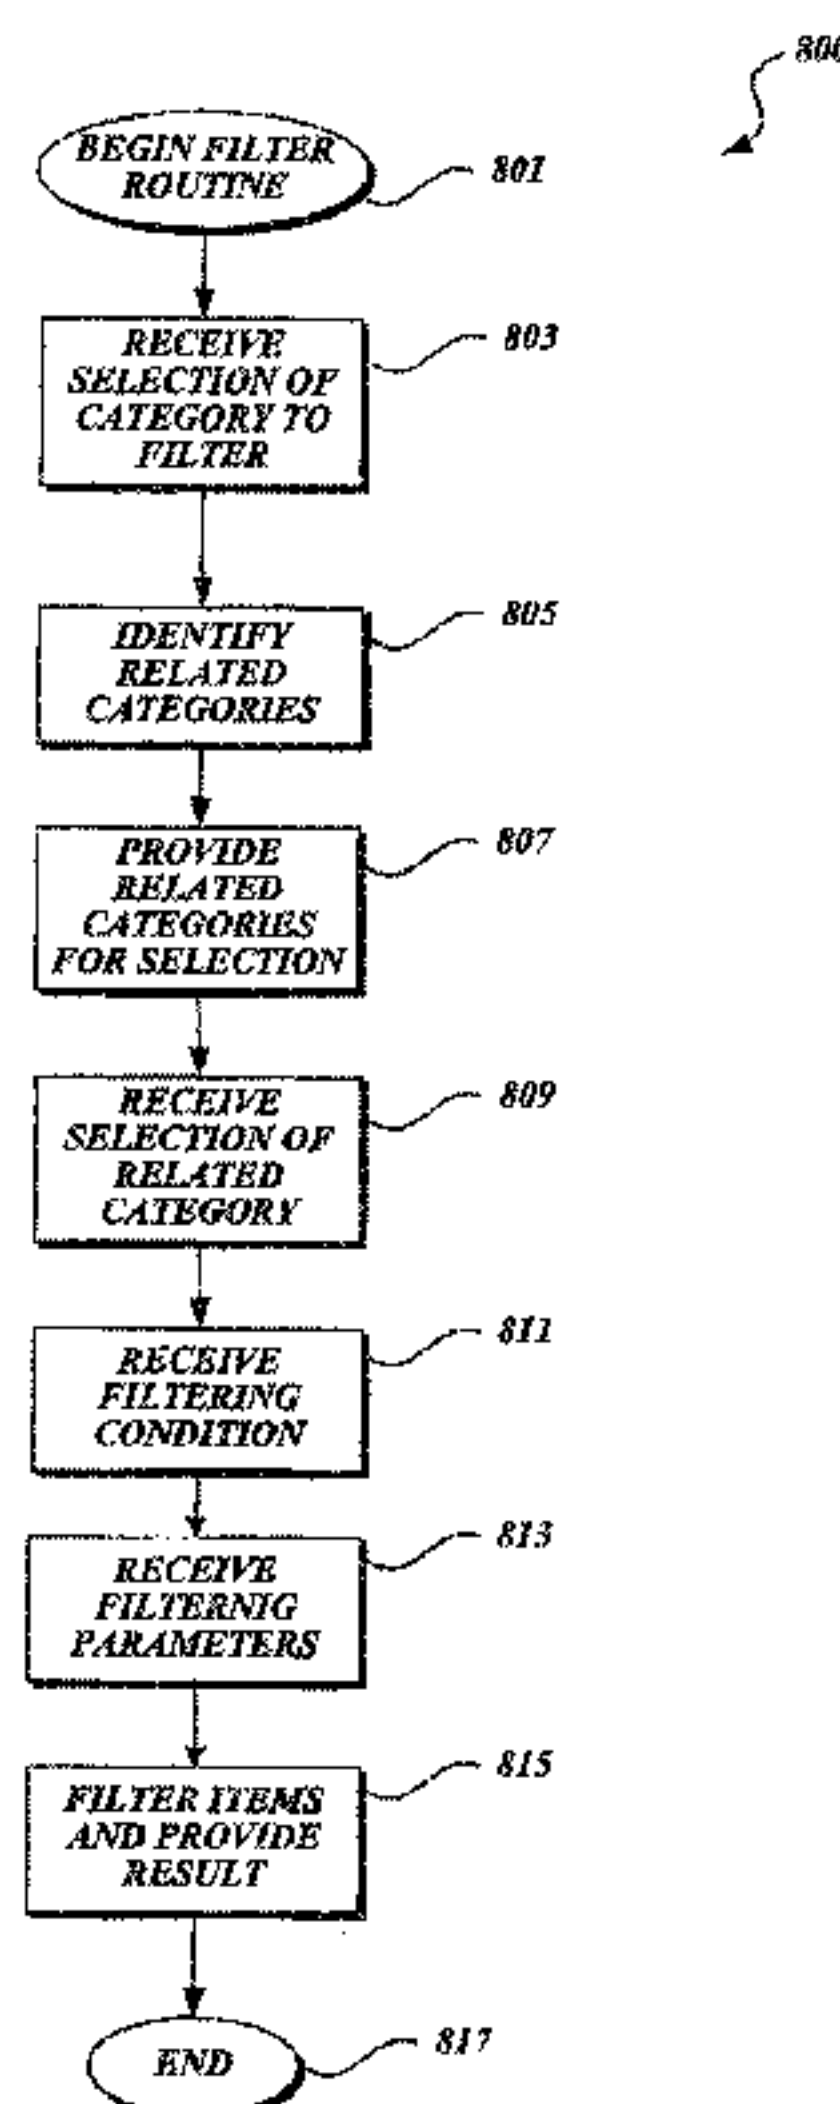 800
BEGIN FILTER
ROUTINE
801
RECEIVE
SELECTION OF
CATEGORY TO
FILTER
803
IDENTIFY
RELATED
CATEGORIES
805
PROVIDE
RELATED
CATEGORIES
FOR SELECTION
807
RECEIVE
SELECTION OF
RELATED
CATEGORY
809
RECEIVE
FILTERING
CONDITION
811
RECEIVE
FILTERNIG
PARAMETERS
813
FILTER ITEMS
AND PROVIDE
RESULT
815
END
817